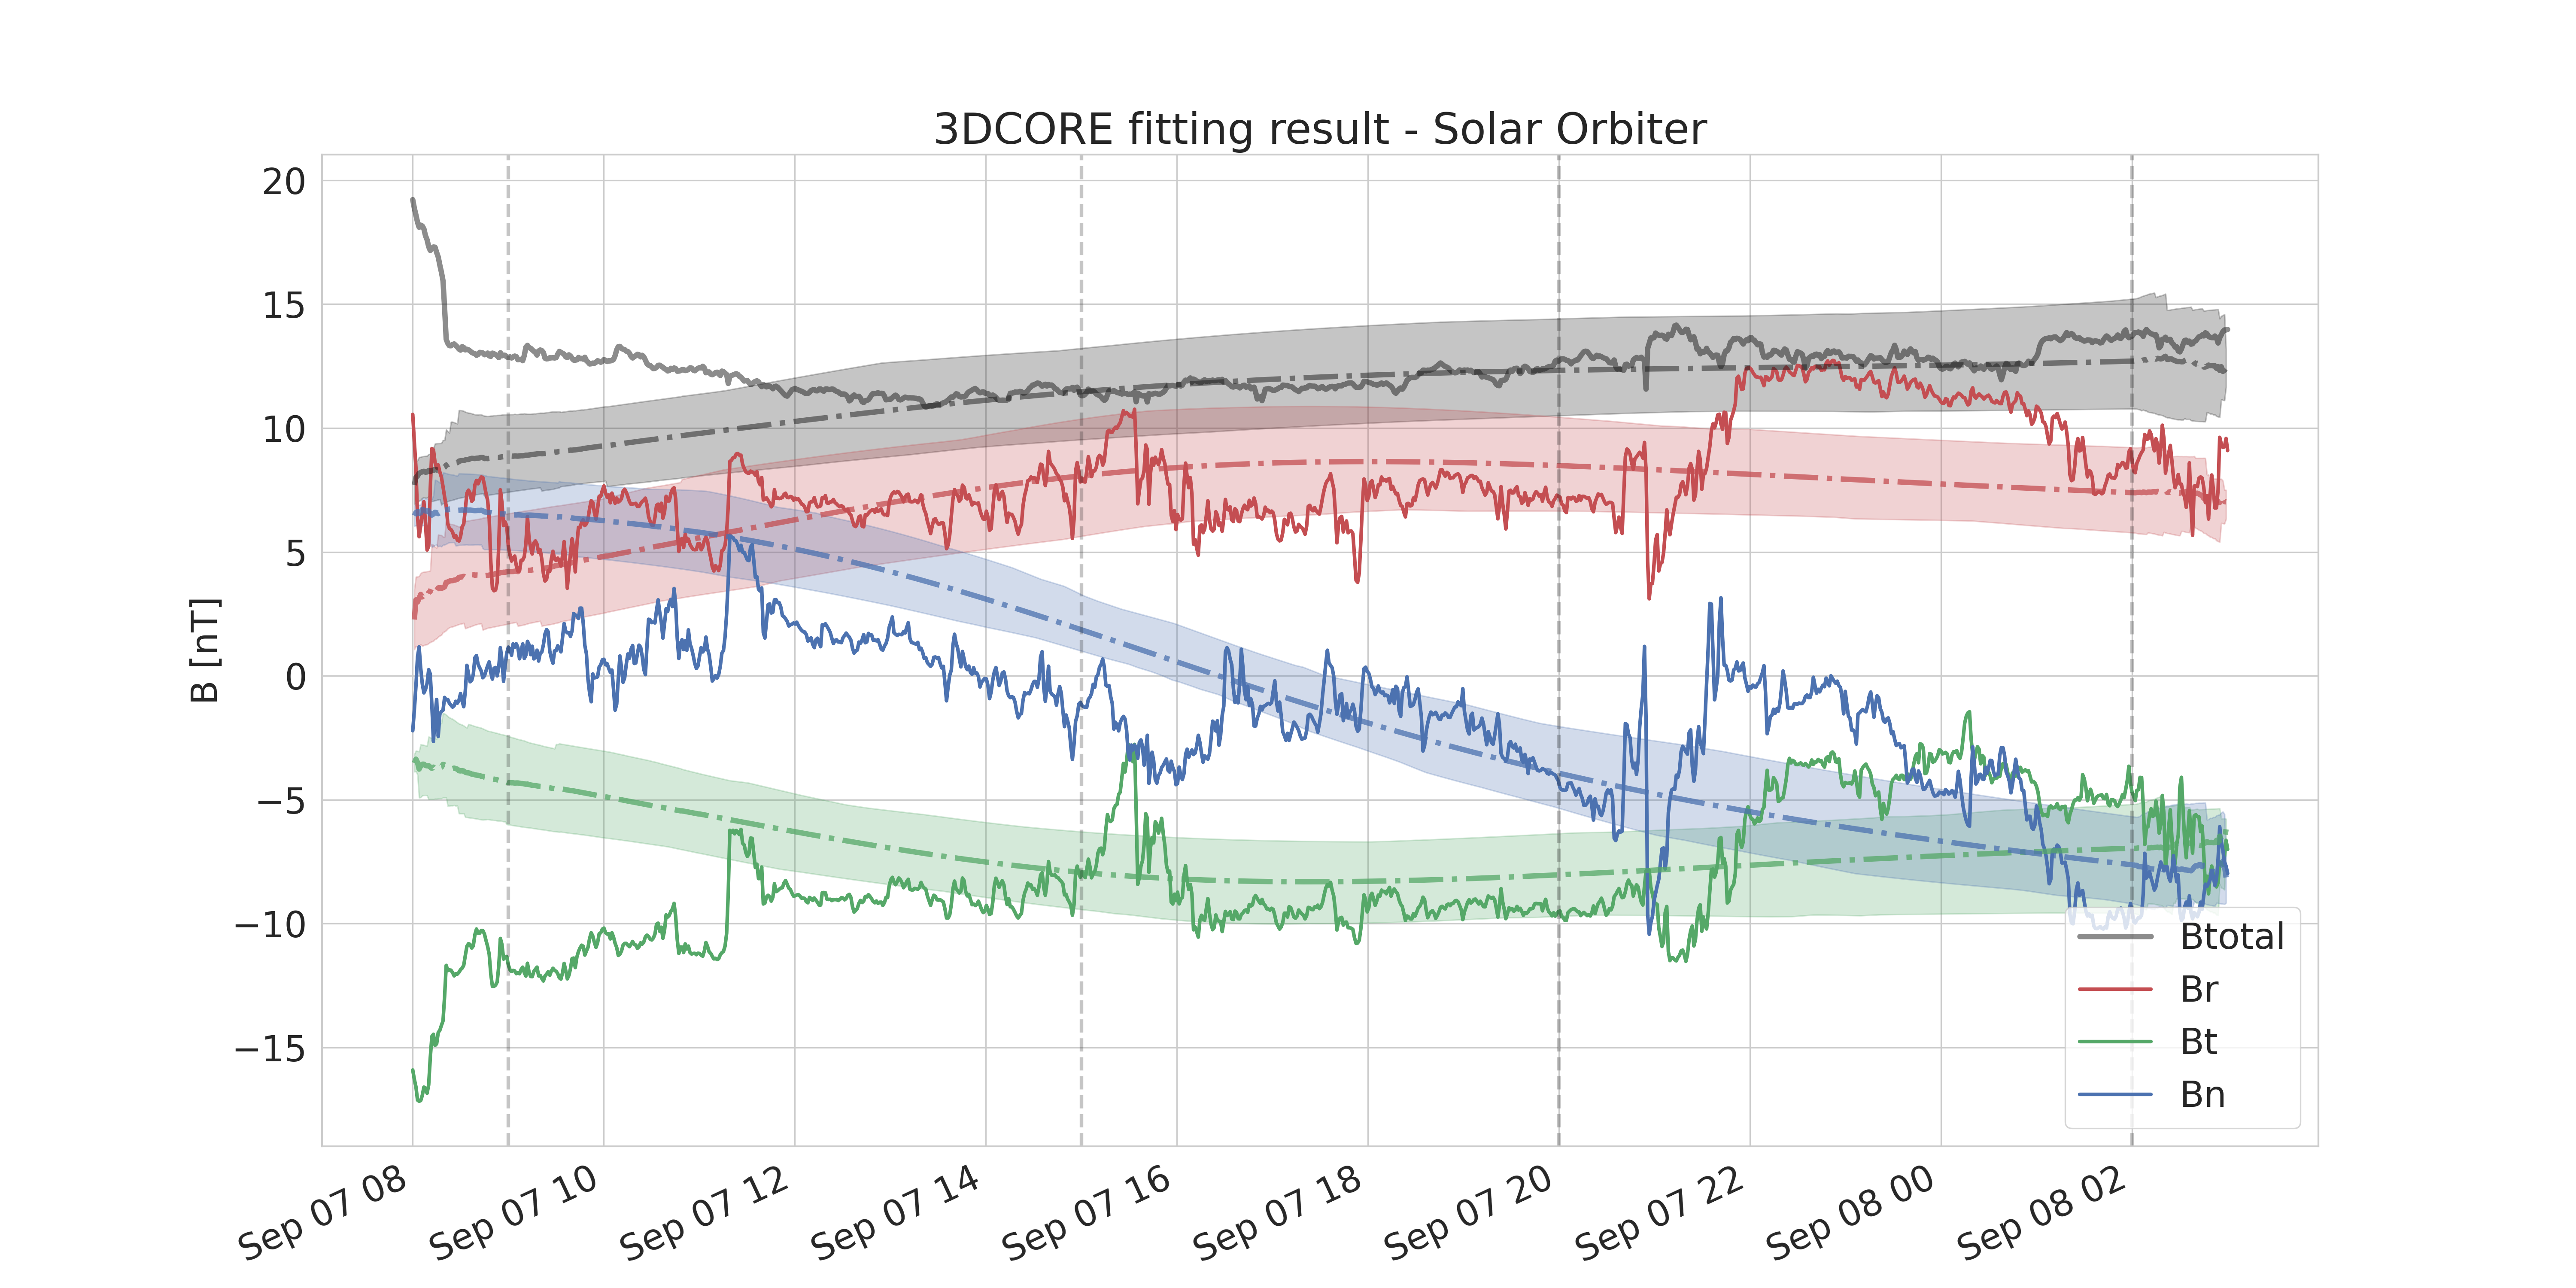 3DCORE fitting result - Solar Orbiter
B [nT]
20
15
10
5
0
−5
−10
−15
Sep 07 08
Sep 07 10
Sep 07 12
Sep 07 14
Sep 07 16
Sep 07 18
Sep 07 20
Sep 07 22
Sep 08 00
Sep 08 02
Btotal
Br
Bt
Bn